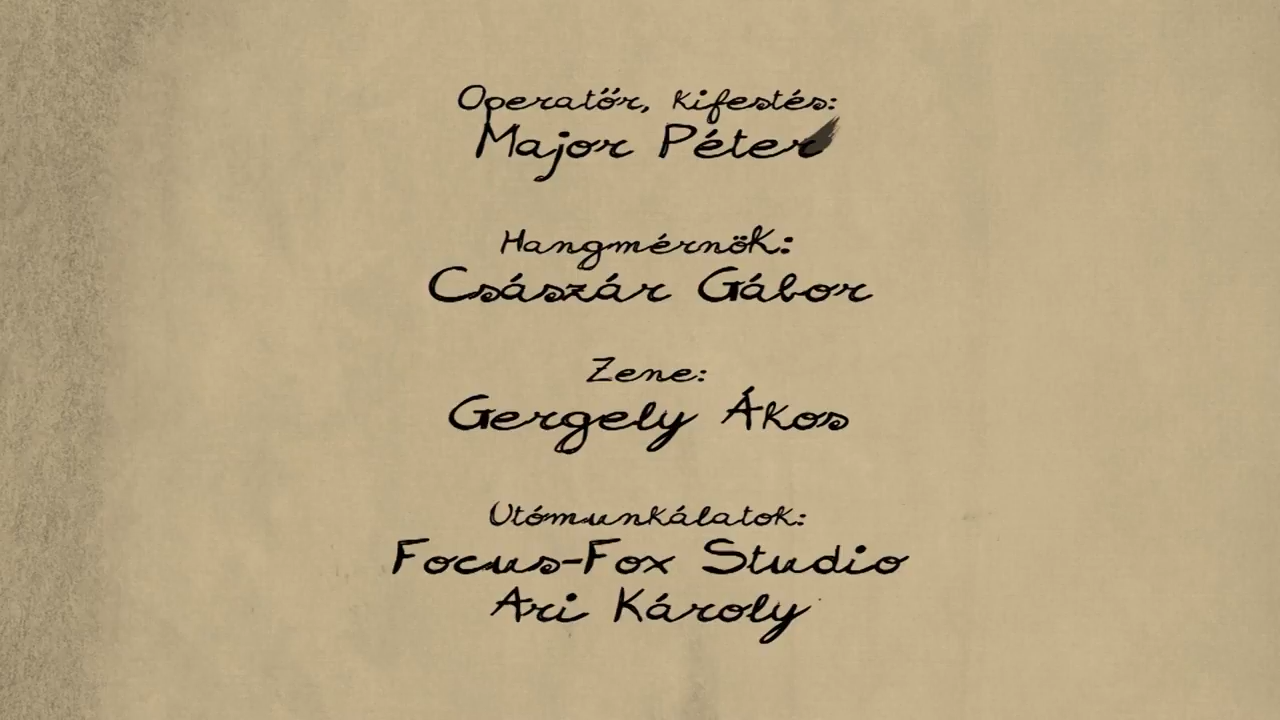 Operatőr, kifestés:
Major Péter
Hangmérnök:
Császár Gábor
Zene:
Gergely Ákos
Utómunkálatok:
Focus-Fox Studio
Ari Károly